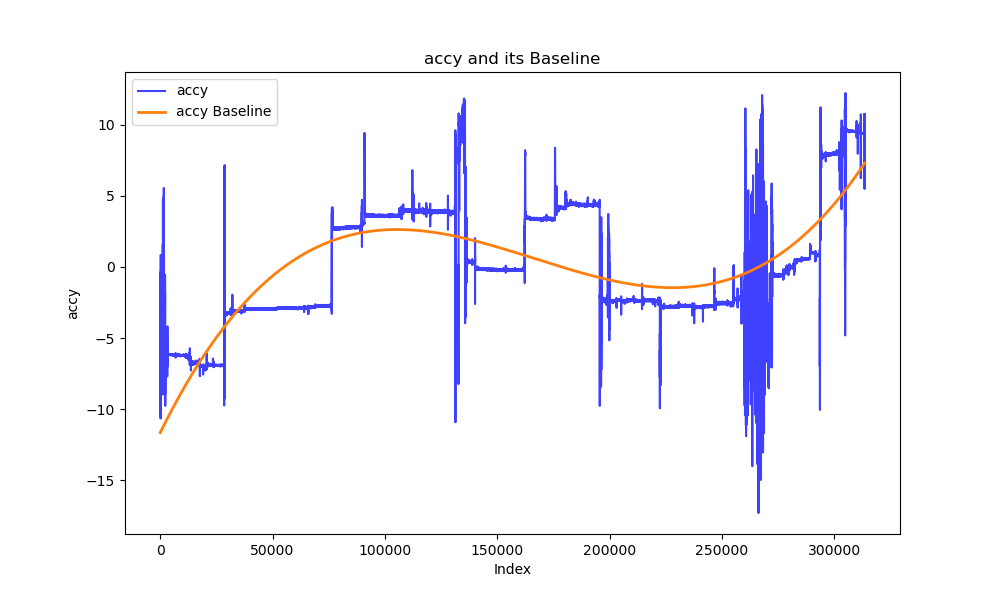 accy and its Baseline
accy
accy Baseline
10
5
0
−5
−10
−15
accy
0
50000
100000
150000
200000
250000
300000
Index